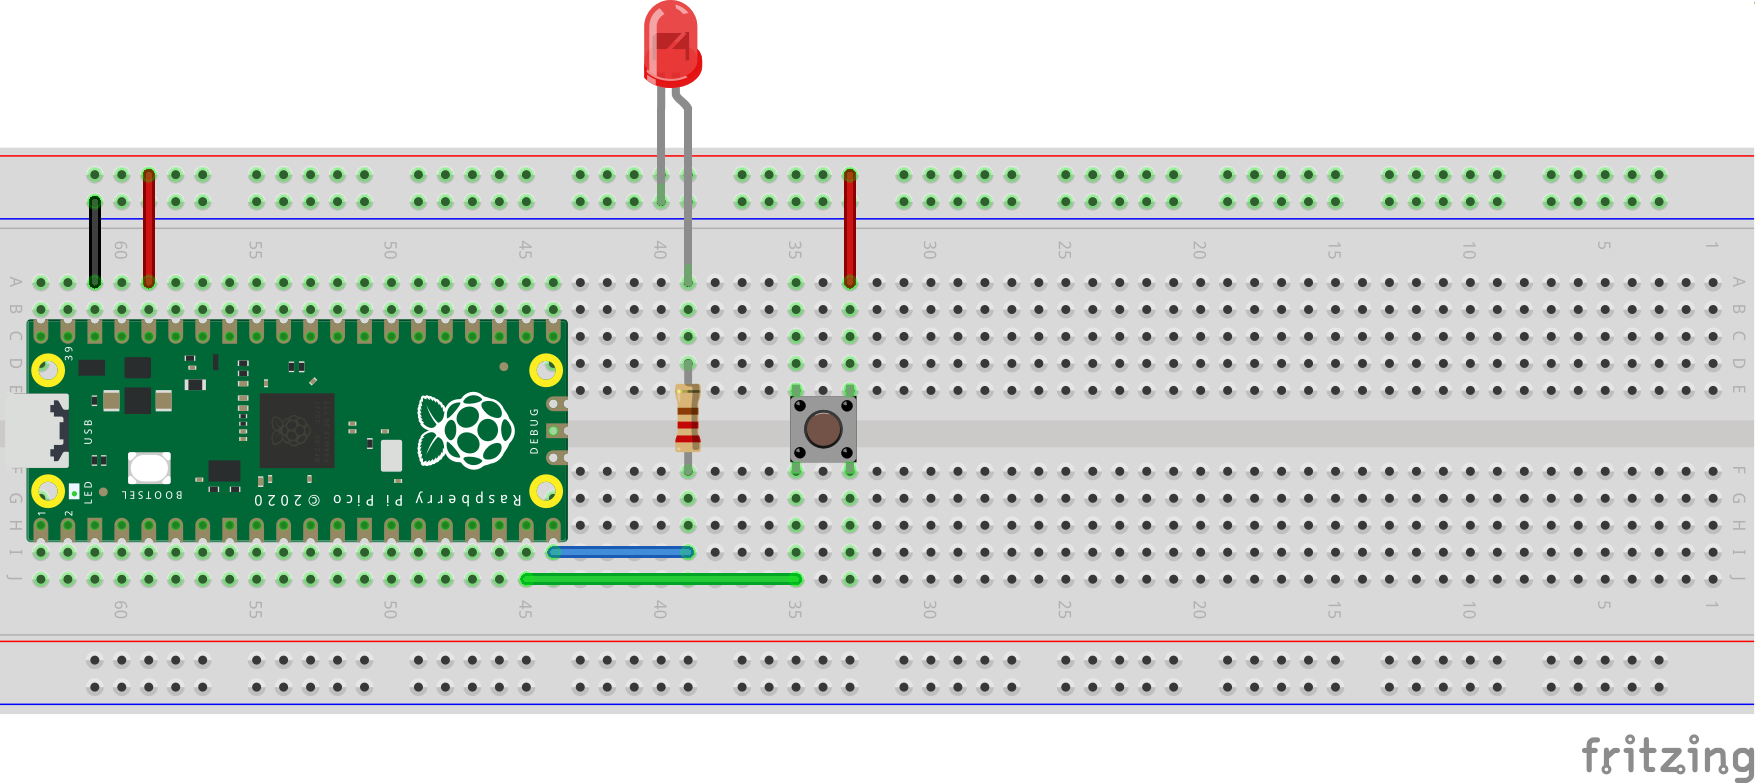 60 55 50 45 40 35 30 25 20 15 10 5 1
A A
B B
C C
D D
E E
39
USB
DEBUG
BOOTSEL
LED
Raspberry Pi Pico © 2020
1
2
F F
G G
H H
I I
J J
60 55 50 45 40 35 30 25 20 15 10 5 1
fritzing